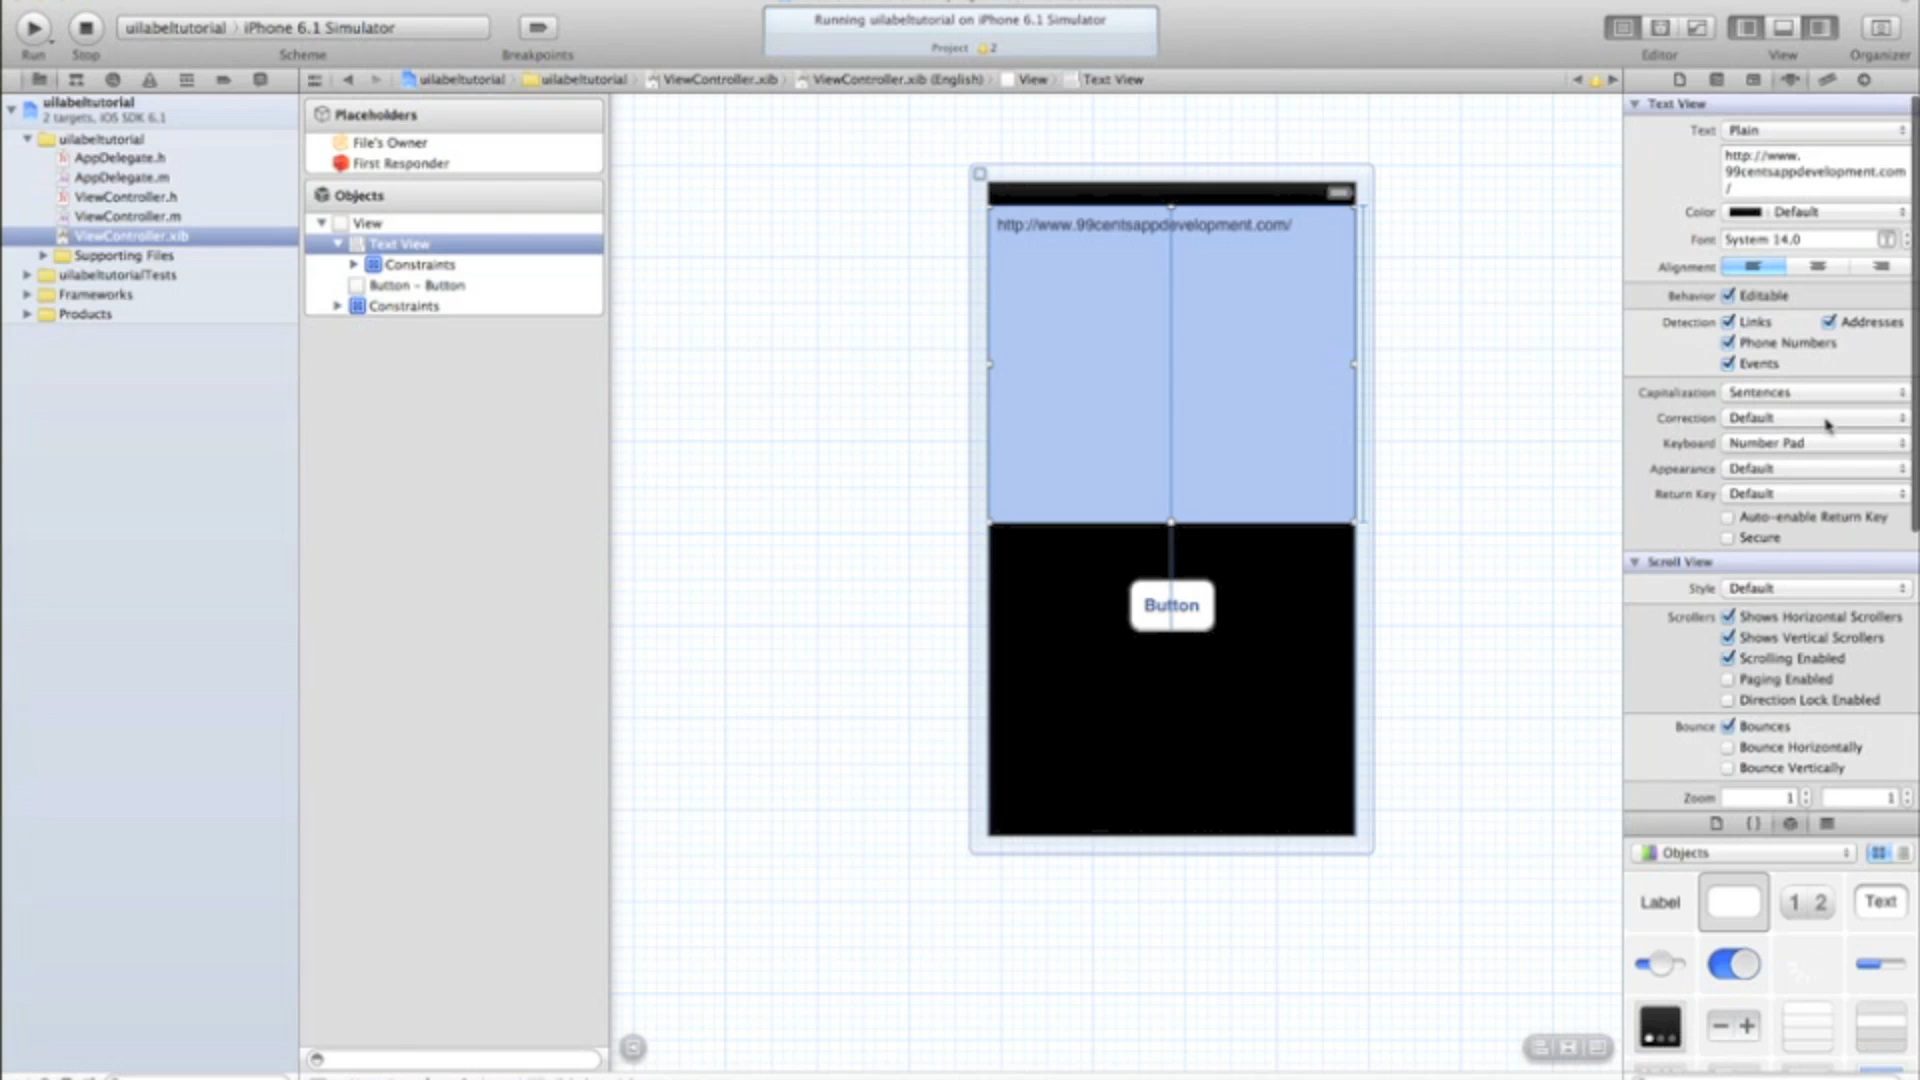 uilabeltutorial › iPhone 6.1 Simulator
Run
Stop
Scheme
Breakpoints
Running uilabeltutorial on iPhone 6.1 Simulator
Project 2
Editor
View
Organizer
uilabeltutorial
uilabeltutorial
ViewController.xib
ViewController.xib (English)
View
Text View
uilabeltutorial
2 targets, iOS SDK 6.1
uilabeltutorial
AppDelegate.h
AppDelegate.m
ViewController.h
ViewController.m
ViewController.xib
Supporting Files
uilabeltutorialTests
Frameworks
Products
Placeholders
File's Owner
First Responder
Objects
View
Text View
Constraints
Button - Button
Constraints
http://www.99centsappdevelopment.com/
Button
Text View
Text Plain
http://www.
99centsappdevelopment.com
/
Color Default
Font System 14.0
Alignment
Behavior Editable
Detection Links Addresses
Phone Numbers
Events
Capitalization Sentences
Correction Default
Keyboard Number Pad
Appearance Default
Return Key Default
Auto-enable Return Key
Secure
Scroll View
Style Default
Scrollers Shows Horizontal Scrollers
Shows Vertical Scrollers
Scrolling Enabled
Paging Enabled
Direction Lock Enabled
Bounce Bounces
Bounce Horizontally
Bounce Vertically
Zoom 1 1
Objects
Label
1 2
Text